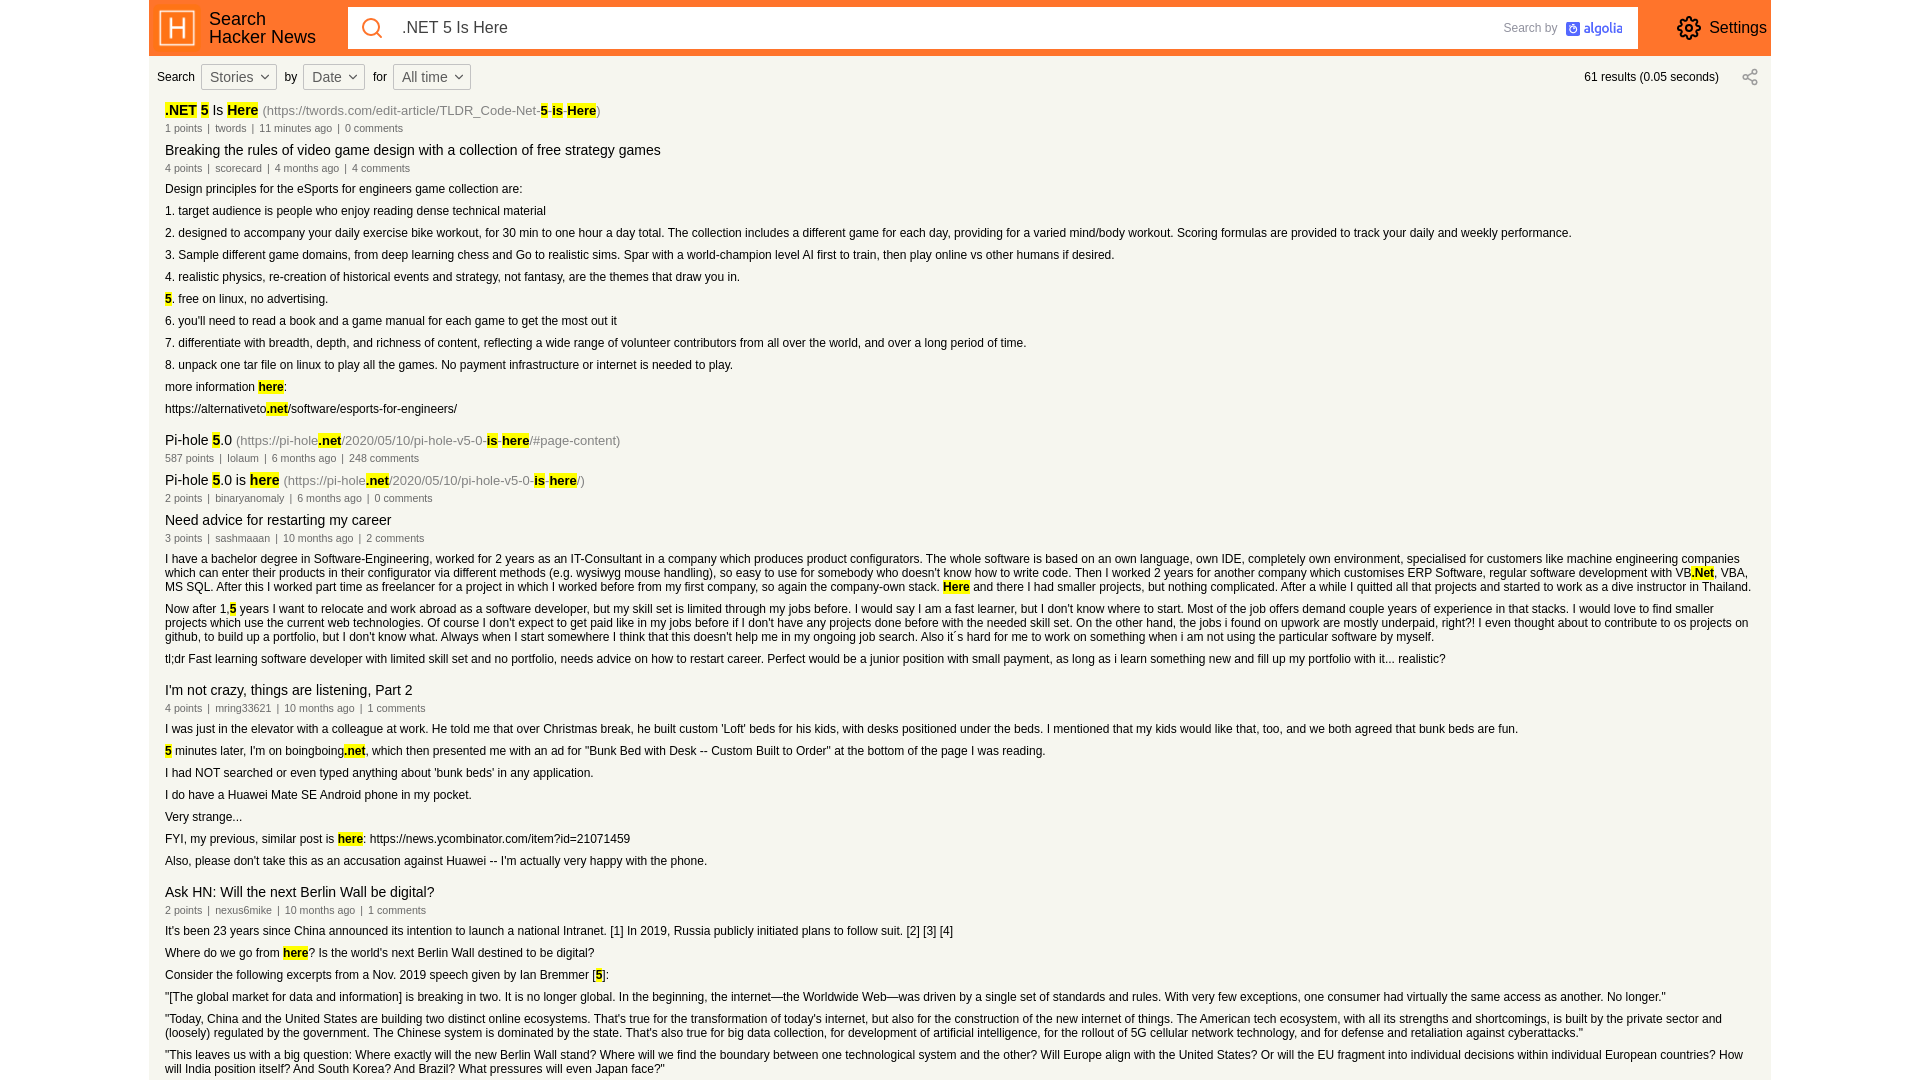 Search
Hacker News
.NET 5 Is Here
Search by algolia
Settings
Search Stories by Date for All time
61 results (0.05 seconds)
.NET 5 Is Here (https://twords.com/edit-article/TLDR_Code-Net-5-is-Here)
1 points | twords | 11 minutes ago | 0 comments
Breaking the rules of video game design with a collection of free strategy games
4 points | scorecard | 4 months ago | 4 comments
Design principles for the eSports for engineers game collection are:
1. target audience is people who enjoy reading dense technical material
2. designed to accompany your daily exercise bike workout, for 30 min to one hour a day total. The collection includes a different game for each day, providing for a varied mind/body workout. Scoring formulas are provided to track your daily and weekly performance.
3. Sample different game domains, from deep learning chess and Go to realistic sims. Spar with a world-champion level AI first to train, then play online vs other humans if desired.
4. realistic physics, re-creation of historical events and strategy, not fantasy, are the themes that draw you in.
5. free on linux, no advertising.
6. you'll need to read a book and a game manual for each game to get the most out it
7. differentiate with breadth, depth, and richness of content, reflecting a wide range of volunteer contributors from all over the world, and over a long period of time.
8. unpack one tar file on linux to play all the games. No payment infrastructure or internet is needed to play.
more information here:
https://alternativeto.net/software/esports-for-engineers/
Pi-hole 5.0 (https://pi-hole.net/2020/05/10/pi-hole-v5-0-is-here/#page-content)
587 points | lolaum | 6 months ago | 248 comments
Pi-hole 5.0 is here (https://pi-hole.net/2020/05/10/pi-hole-v5-0-is-here/)
2 points | binaryanomaly | 6 months ago | 0 comments
Need advice for restarting my career
3 points | sashmaaan | 10 months ago | 2 comments
I have a bachelor degree in Software-Engineering, worked for 2 years as an IT-Consultant in a company which produces product configurators. The whole software is based on an own language, own IDE, completely own environment, specialised for customers like machine engineering companies
which can enter their products in their configurator via different methods (e.g. wysiwyg mouse handling), so easy to use for somebody who doesn't know how to write code. Then I worked 2 years for another company which customises ERP Software, regular software development with VB.Net, VBA,
MS SQL. After this I worked part time as freelancer for a project in which I worked before from my first company, so again the company-own stack. Here and there I had smaller projects, but nothing complicated. After a while I quitted all that projects and started to work as a dive instructor in Thailand.
Now after 1,5 years I want to relocate and work abroad as a software developer, but my skill set is limited through my jobs before. I would say I am a fast learner, but I don't know where to start. Most of the job offers demand couple years of experience in that stacks. I would love to find smaller
projects which use the current web technologies. Of course I don't expect to get paid like in my jobs before if I don't have any projects done before with the needed skill set. On the other hand, the jobs i found on upwork are mostly underpaid, right?! I even thought about to contribute to os projects on
github, to build up a portfolio, but I don't know what. Always when I start somewhere I think that this doesn't help me in my ongoing job search. Also it´s hard for me to work on something when i am not using the particular software by myself.
tl;dr Fast learning software developer with limited skill set and no portfolio, needs advice on how to restart career. Perfect would be a junior position with small payment, as long as i learn something new and fill up my portfolio with it... realistic?
I'm not crazy, things are listening, Part 2
4 points | mring33621 | 10 months ago | 1 comments
I was just in the elevator with a colleague at work. He told me that over Christmas break, he built custom 'Loft' beds for his kids, with desks positioned under the beds. I mentioned that my kids would like that, too, and we both agreed that bunk beds are fun.
5 minutes later, I'm on boingboing.net, which then presented me with an ad for "Bunk Bed with Desk -- Custom Built to Order" at the bottom of the page I was reading.
I had NOT searched or even typed anything about 'bunk beds' in any application.
I do have a Huawei Mate SE Android phone in my pocket.
Very strange...
FYI, my previous, similar post is here: https://news.ycombinator.com/item?id=21071459
Also, please don't take this as an accusation against Huawei -- I'm actually very happy with the phone.
Ask HN: Will the next Berlin Wall be digital?
2 points | nexus6mike | 10 months ago | 1 comments
It's been 23 years since China announced its intention to launch a national Intranet. [1] In 2019, Russia publicly initiated plans to follow suit. [2] [3] [4]
Where do we go from here? Is the world's next Berlin Wall destined to be digital?
Consider the following excerpts from a Nov. 2019 speech given by Ian Bremmer [5]:
"[The global market for data and information] is breaking in two. It is no longer global. In the beginning, the internet—the Worldwide Web—was driven by a single set of standards and rules. With very few exceptions, one consumer had virtually the same access as another. No longer."
"Today, China and the United States are building two distinct online ecosystems. That's true for the transformation of today's internet, but also for the construction of the new internet of things. The American tech ecosystem, with all its strengths and shortcomings, is built by the private sector and
(loosely) regulated by the government. The Chinese system is dominated by the state. That's also true for big data collection, for development of artificial intelligence, for the rollout of 5G cellular network technology, and for defense and retaliation against cyberattacks."
"This leaves us with a big question: Where exactly will the new Berlin Wall stand? Where will we find the boundary between one technological system and the other? Will Europe align with the United States? Or will the EU fragment into individual decisions within individual European countries? How
will India position itself? And South Korea? And Brazil? What pressures will even Japan face?"